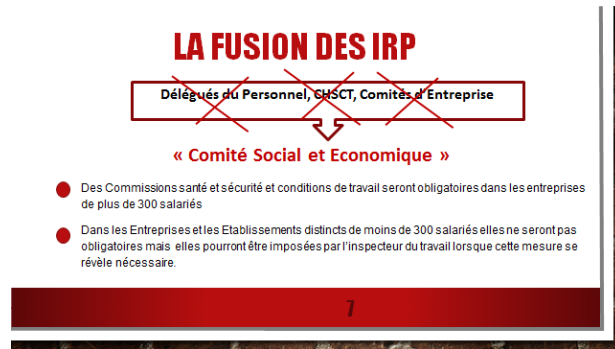 LA FUSION DES IRP
Délégués du Personnel, CHSCT, Comités d'Entreprise
« Comité Social et Economique »
Des Commissions santé et sécurité et conditions de travail seront obligatoires dans les entreprises
de plus de 300 salariés
Dans les Entreprises et les Etablissements distincts de moins de 300 salariés elles ne seront pas
obligatoires mais elles pourront être imposées par l'inspecteur du travail lorsque cette mesure se
révèle nécessaire.
7